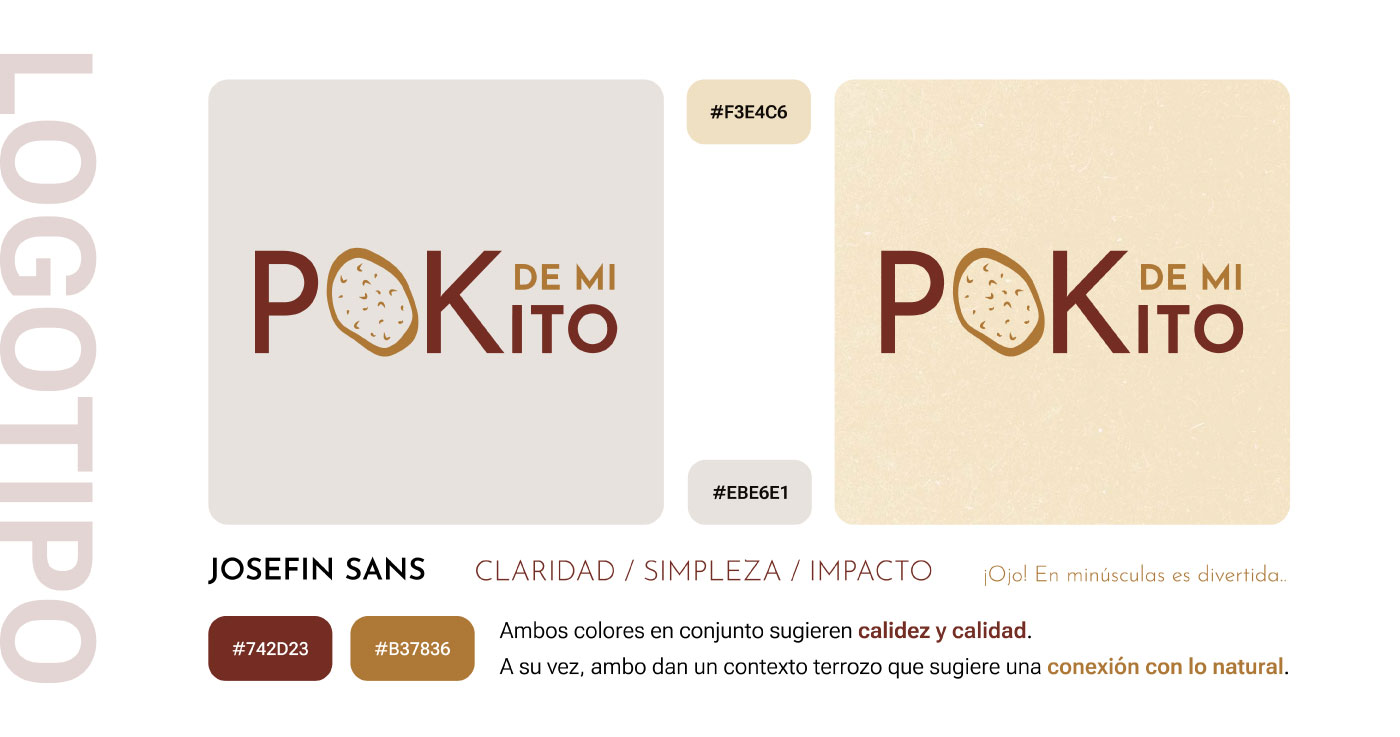 LOGOTIPO
#F3E4C6
POK DE MI
ITO
POK DE MI
ITO
#EBE6E1
JOSEFIN SANS
CLARIDAD / SIMPLEZA / IMPACTO
¡Ojo! En minúsculas es divertida..
#742D23
#B37836
Ambos colores en conjunto sugieren calidez y calidad.
A su vez, ambo dan un contexto terrozo que sugiere una conexión con lo natural.